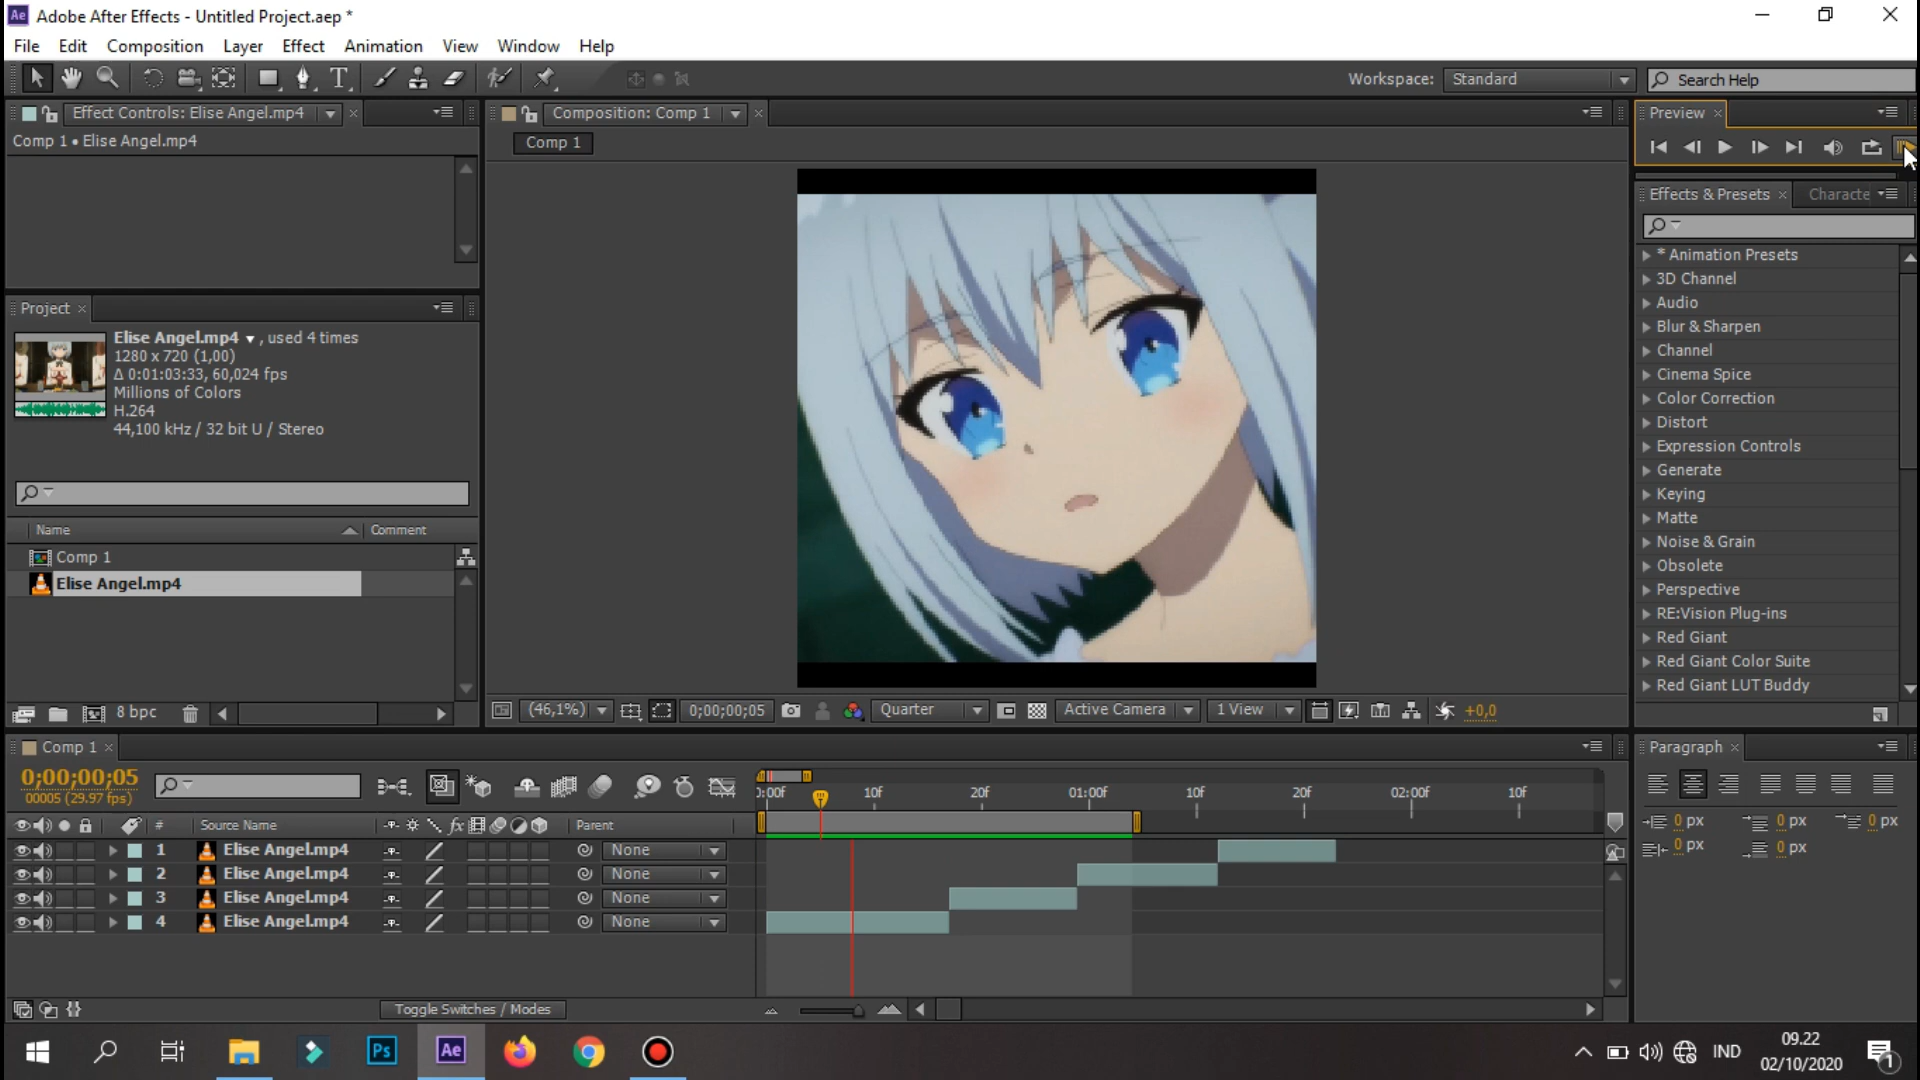 Ae Adobe After Effects - Untitled Project.aep *
File Edit Composition Layer Effect Animation View Window Help
Workspace: Standard Search Help
Effect Controls: Elise Angel.mp4
Comp 1 • Elise Angel.mp4
Composition: Comp 1
Comp 1
Preview
Effects & Presets Characte
* Animation Presets
3D Channel
Audio
Blur & Sharpen
Channel
Cinema Spice
Color Correction
Distort
Expression Controls
Generate
Keying
Matte
Noise & Grain
Obsolete
Perspective
RE:Vision Plug-ins
Red Giant
Red Giant Color Suite
Red Giant LUT Buddy
Project
Elise Angel.mp4 , used 4 times
1280 x 720 (1,00)
Δ 0:01:03:33, 60,024 fps
Millions of Colors
H.264
44,100 kHz / 32 bit U / Stereo
Name Comment
Comp 1
Elise Angel.mp4
8 bpc
(46,1%) 0;00;00;05 Quarter Active Camera 1 View +0,0
Comp 1
0;00;00;05
00005 (29.97 fps)
):00f 10f 20f 01:00f 10f 20f 02:00f 10f
# Source Name fx Parent
1 Elise Angel.mp4 None
2 Elise Angel.mp4 None
3 Elise Angel.mp4 None
4 Elise Angel.mp4 None
Toggle Switches / Modes
Paragraph
0 px 0 px 0 px
0 px 0 px
Ps Ae IND 09.22
02/10/2020 1